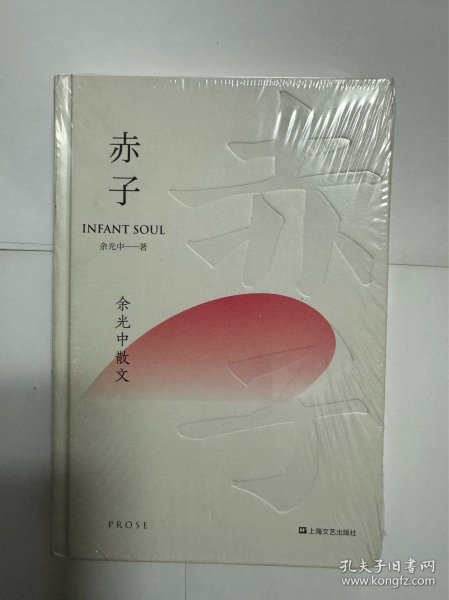 赤子
赤子
INFANT SOUL
余光中——著
余光中散文
PROSE
上海文艺出版社
孔夫子旧书网
www.kongfz.com